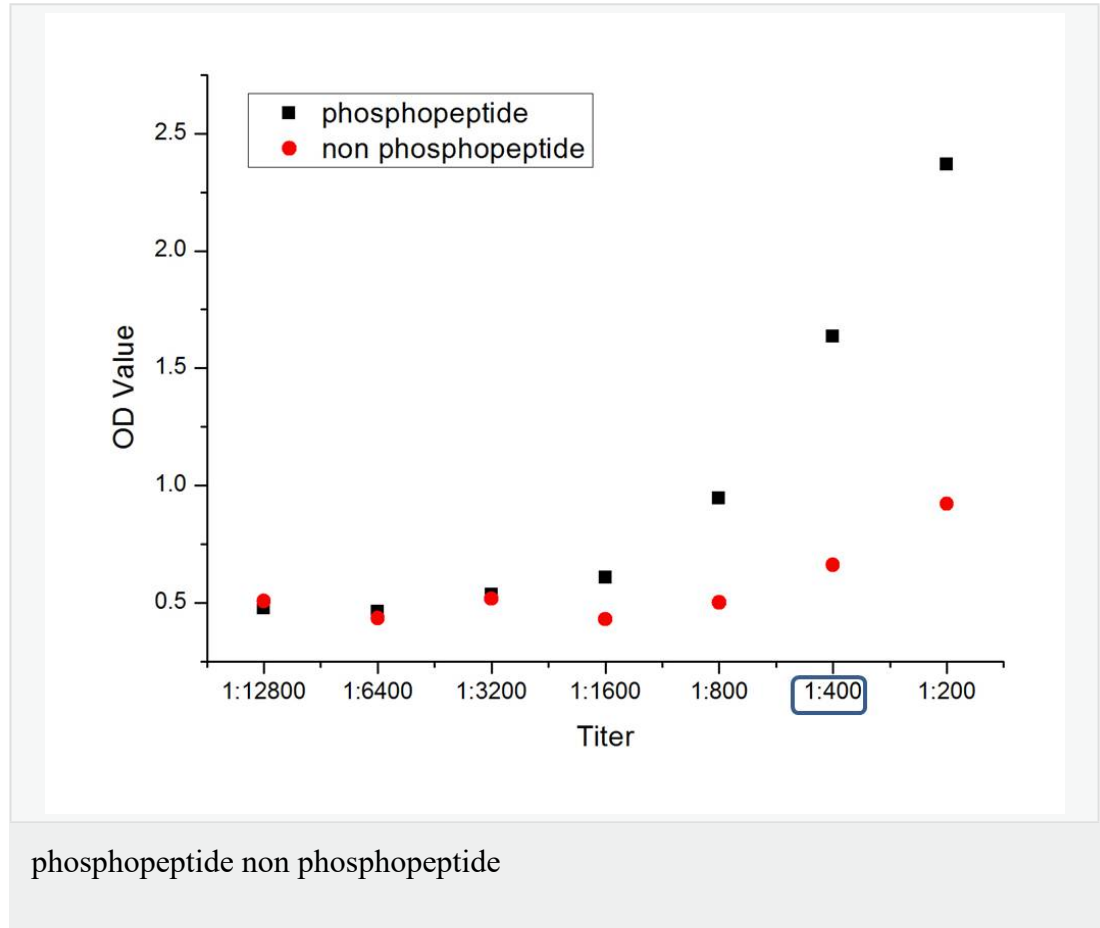 phosphopeptide
non phosphopeptide
2.5
2.0
1.5
1.0
0.5
OD Value
1:12800 1:6400 1:3200 1:1600 1:800 1:400 1:200
Titer
phosphopeptide non phosphopeptide